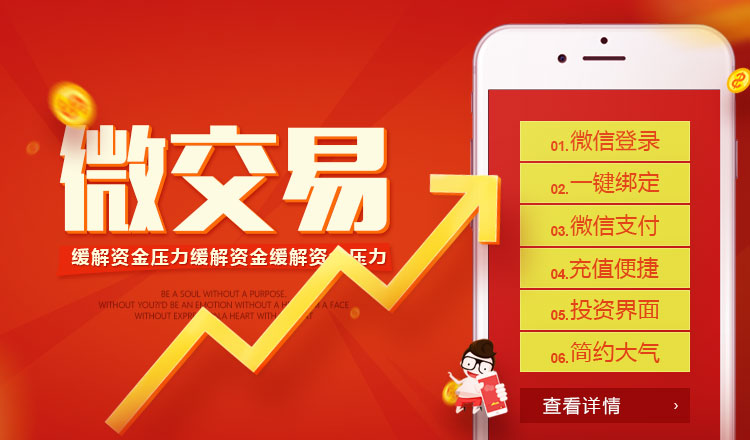 微交易
缓解资金压力缓解资金缓解资 压力
BE A SOUL WITHOUT A PURPOSE,
WITHOUT YOU?I'D BE AN EMOTION WITHOUT A A FACE
WITHOUT A HEART WITH
01.微信登录
02.一键绑定
03.微信支付
04.充值便捷
05.投资界面
06.简约大气
查看详情 ›